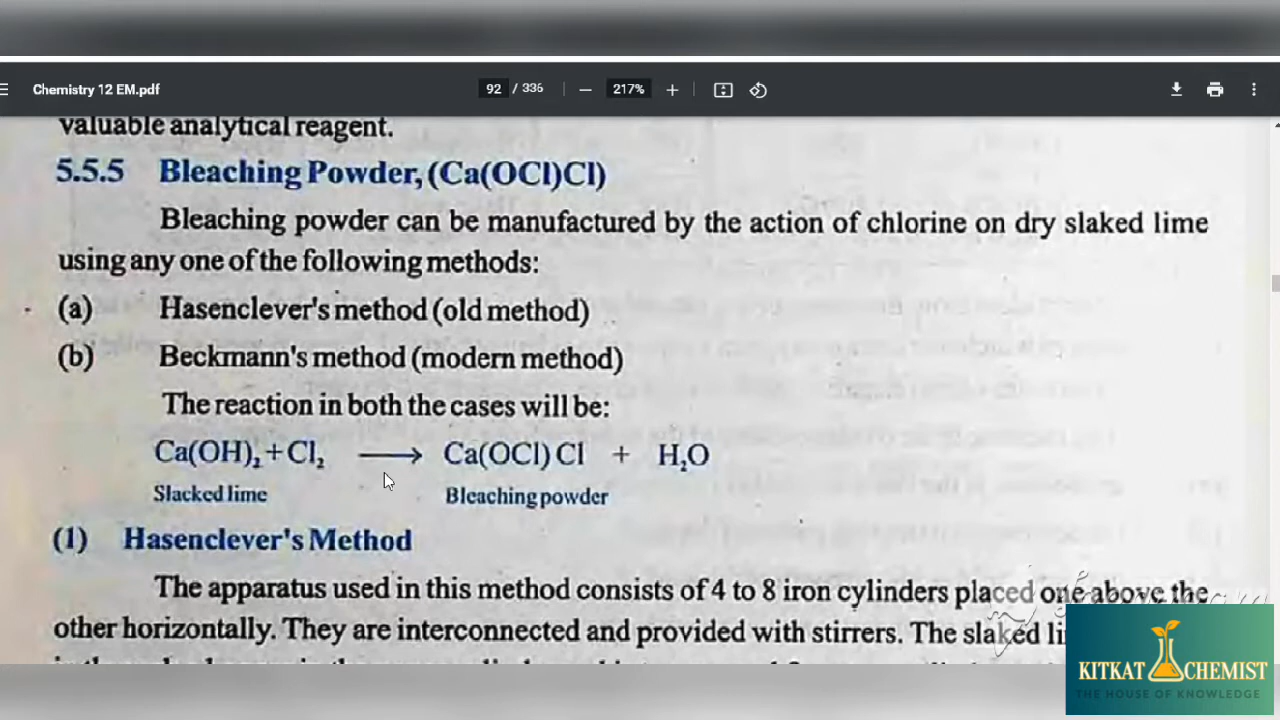 Chemistry 12 EM.pdf
92 / 336
217%
valuable analytical reagent.
5.5.5 Bleaching Powder, (Ca(OCl)Cl)
Bleaching powder can be manufactured by the action of chlorine on dry slaked lime
using any one of the following methods:
(a) Hasenclever's method (old method)
(b) Beckmann's method (modern method)
The reaction in both the cases will be:
Ca(OH)₂ + Cl₂ ⟶ Ca(OCl)Cl + H₂O
Slacked lime Bleaching powder
(1) Hasenclever's Method
The apparatus used in this method consists of 4 to 8 iron cylinders placed one above the
other horizontally. They are interconnected and provided with stirrers. The slaked
KITKAT CHEMIST
THE HOUSE OF KNOWLEDGE